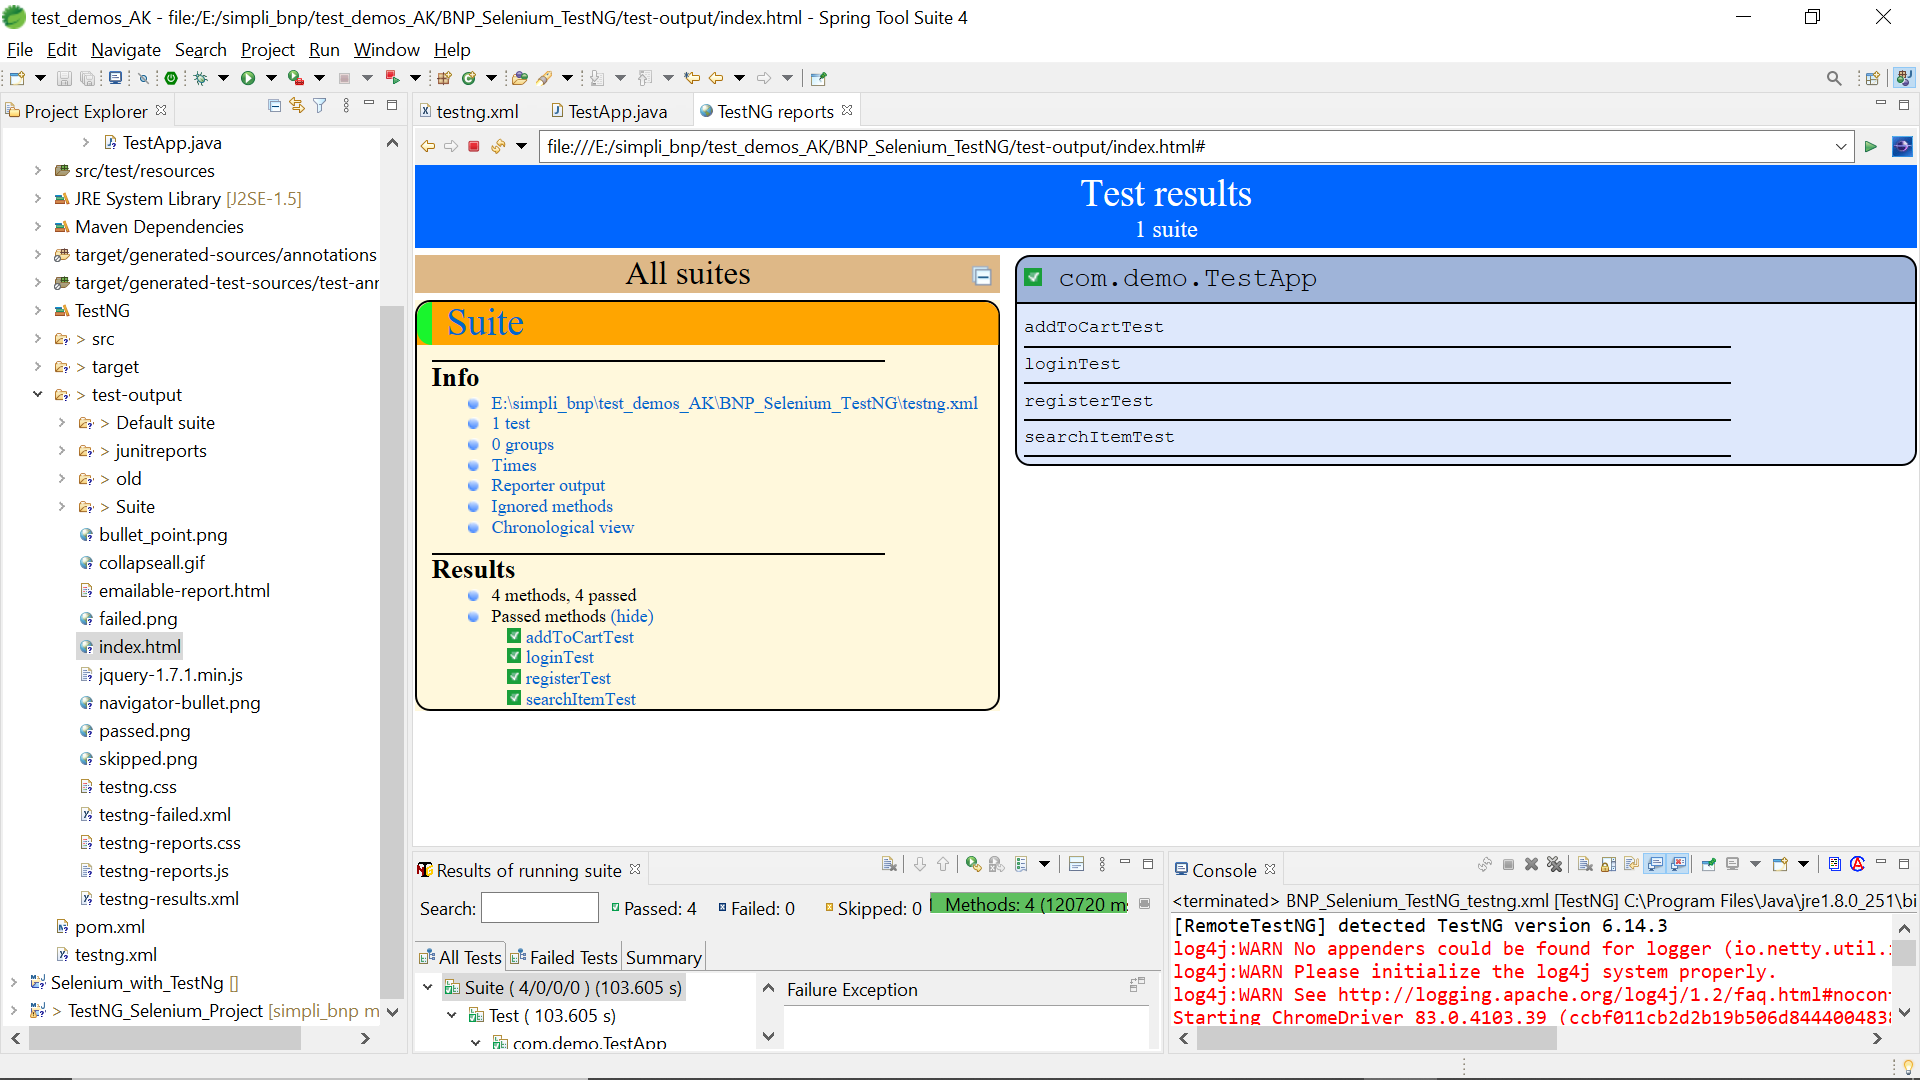 test_demos_AK - file:/E:/simpli_bnp/test_demos_AK/BNP_Selenium_TestNG/test-output/index.html - Spring Tool Suite 4
File Edit Navigate Search Project Run Window Help
Project Explorer
TestApp.java
src/test/resources
JRE System Library [J2SE-1.5]
Maven Dependencies
target/generated-sources/annotations
target/generated-test-sources/test-anr
TestNG
> src
> target
> test-output
> Default suite
> junitreports
> old
> Suite
bullet_point.png
collapseall.gif
emailable-report.html
failed.png
index.html
jquery-1.7.1.min.js
navigator-bullet.png
passed.png
skipped.png
testng.css
testng-failed.xml
testng-reports.css
testng-reports.js
testng-results.xml
pom.xml
testng.xml
Selenium_with_TestNg []
> TestNG_Selenium_Project [simpli_bnp m
testng.xml TestApp.java TestNG reports
file:///E:/simpli_bnp/test_demos_AK/BNP_Selenium_TestNG/test-output/index.html#
Test results
1 suite
All suites
Suite
Info
E:\simpli_bnp\test_demos_AK\BNP_Selenium_TestNG\testng.xml
1 test
0 groups
Times
Reporter output
Ignored methods
Chronological view
Results
4 methods, 4 passed
Passed methods (hide)
addToCartTest
loginTest
registerTest
searchItemTest
com.demo.TestApp
addToCartTest
loginTest
registerTest
searchItemTest
Results of running suite
Search: Passed: 4 Failed: 0 Skipped: 0 Methods: 4 (120720 ms
All Tests Failed Tests Summary
Suite ( 4/0/0/0 ) (103.605 s)
Test ( 103.605 s)
com.demo.TestApp
Failure Exception
Console
<terminated> BNP_Selenium_TestNG_testng.xml [TestNG] C:\Program Files\Java\jre1.8.0_251\bi
[RemoteTestNG] detected TestNG version 6.14.3
log4j:WARN No appenders could be found for logger (io.netty.util.
log4j:WARN Please initialize the log4j system properly.
log4j:WARN See http://logging.apache.org/log4j/1.2/faq.html#nocon
Starting ChromeDriver 83.0.4103.39 (ccbf011cb2d2b19b506d844400483